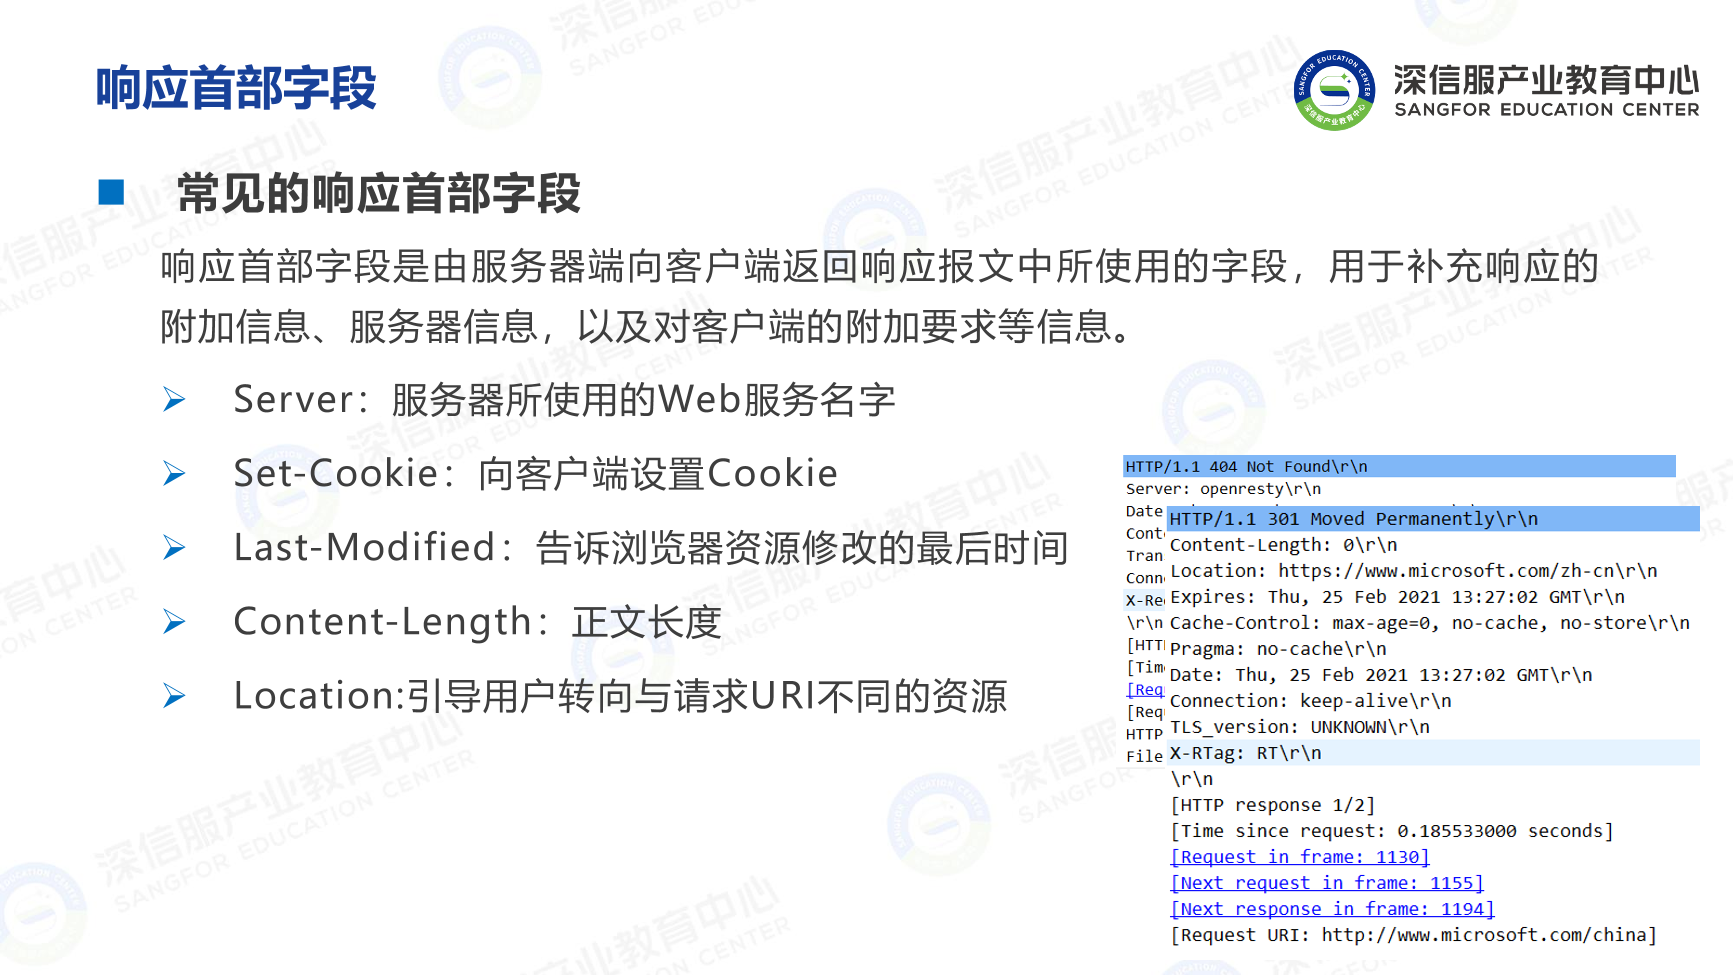 响应首部字段
深信服产业教育中心
SANGFOR EDUCATION CENTER
常见的响应首部字段
响应首部字段是由服务器端向客户端返回响应报文中所使用的字段，用于补充响应的
附加信息、服务器信息，以及对客户端的附加要求等信息。
Server：服务器所使用的Web服务名字
Set-Cookie：向客户端设置Cookie
Last-Modified：告诉浏览器资源修改的最后时间
Content-Length：正文长度
Location:引导用户转向与请求URI不同的资源
HTTP/1.1 404 Not Found\r\n
Server: openresty\r\n
Date
\r\n
HTTP
File
HTTP/1.1 301 Moved Permanently\r\n
Content-Length: 0\r\n
Location: https://www.microsoft.com/zh-cn\r\n
Expires: Thu, 25 Feb 2021 13:27:02 GMT\r\n
Cache-Control: max-age=0, no-cache, no-store\r\n
Pragma: no-cache\r\n
Date: Thu, 25 Feb 2021 13:27:02 GMT\r\n
Connection: keep-alive\r\n
TLS_version: UNKNOWN\r\n
X-RTag: RT\r\n
\r\n
[HTTP response 1/2]
[Time since request: 0.185533000 seconds]
[Request in frame: 1130]
[Next request in frame: 1155]
[Next response in frame: 1194]
[Request URI: http://www.microsoft.com/china]